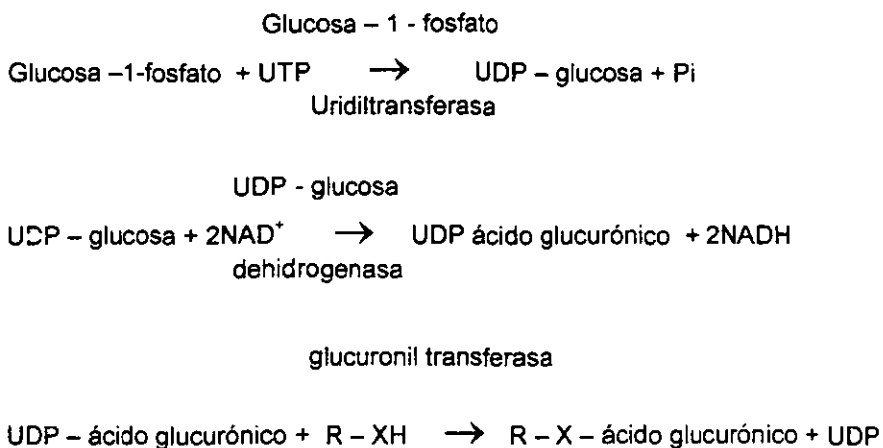 Glucosa – 1 - fosfato
Glucosa –1-fosfato + UTP → UDP – glucosa + Pi
Uridiltransferasa
UDP - glucosa
UDP – glucosa + 2NAD⁺ → UDP ácido glucurónico + 2NADH
dehidrogenasa
glucuronil transferasa
UDP – ácido glucurónico + R – XH → R – X – ácido glucurónico + UDP